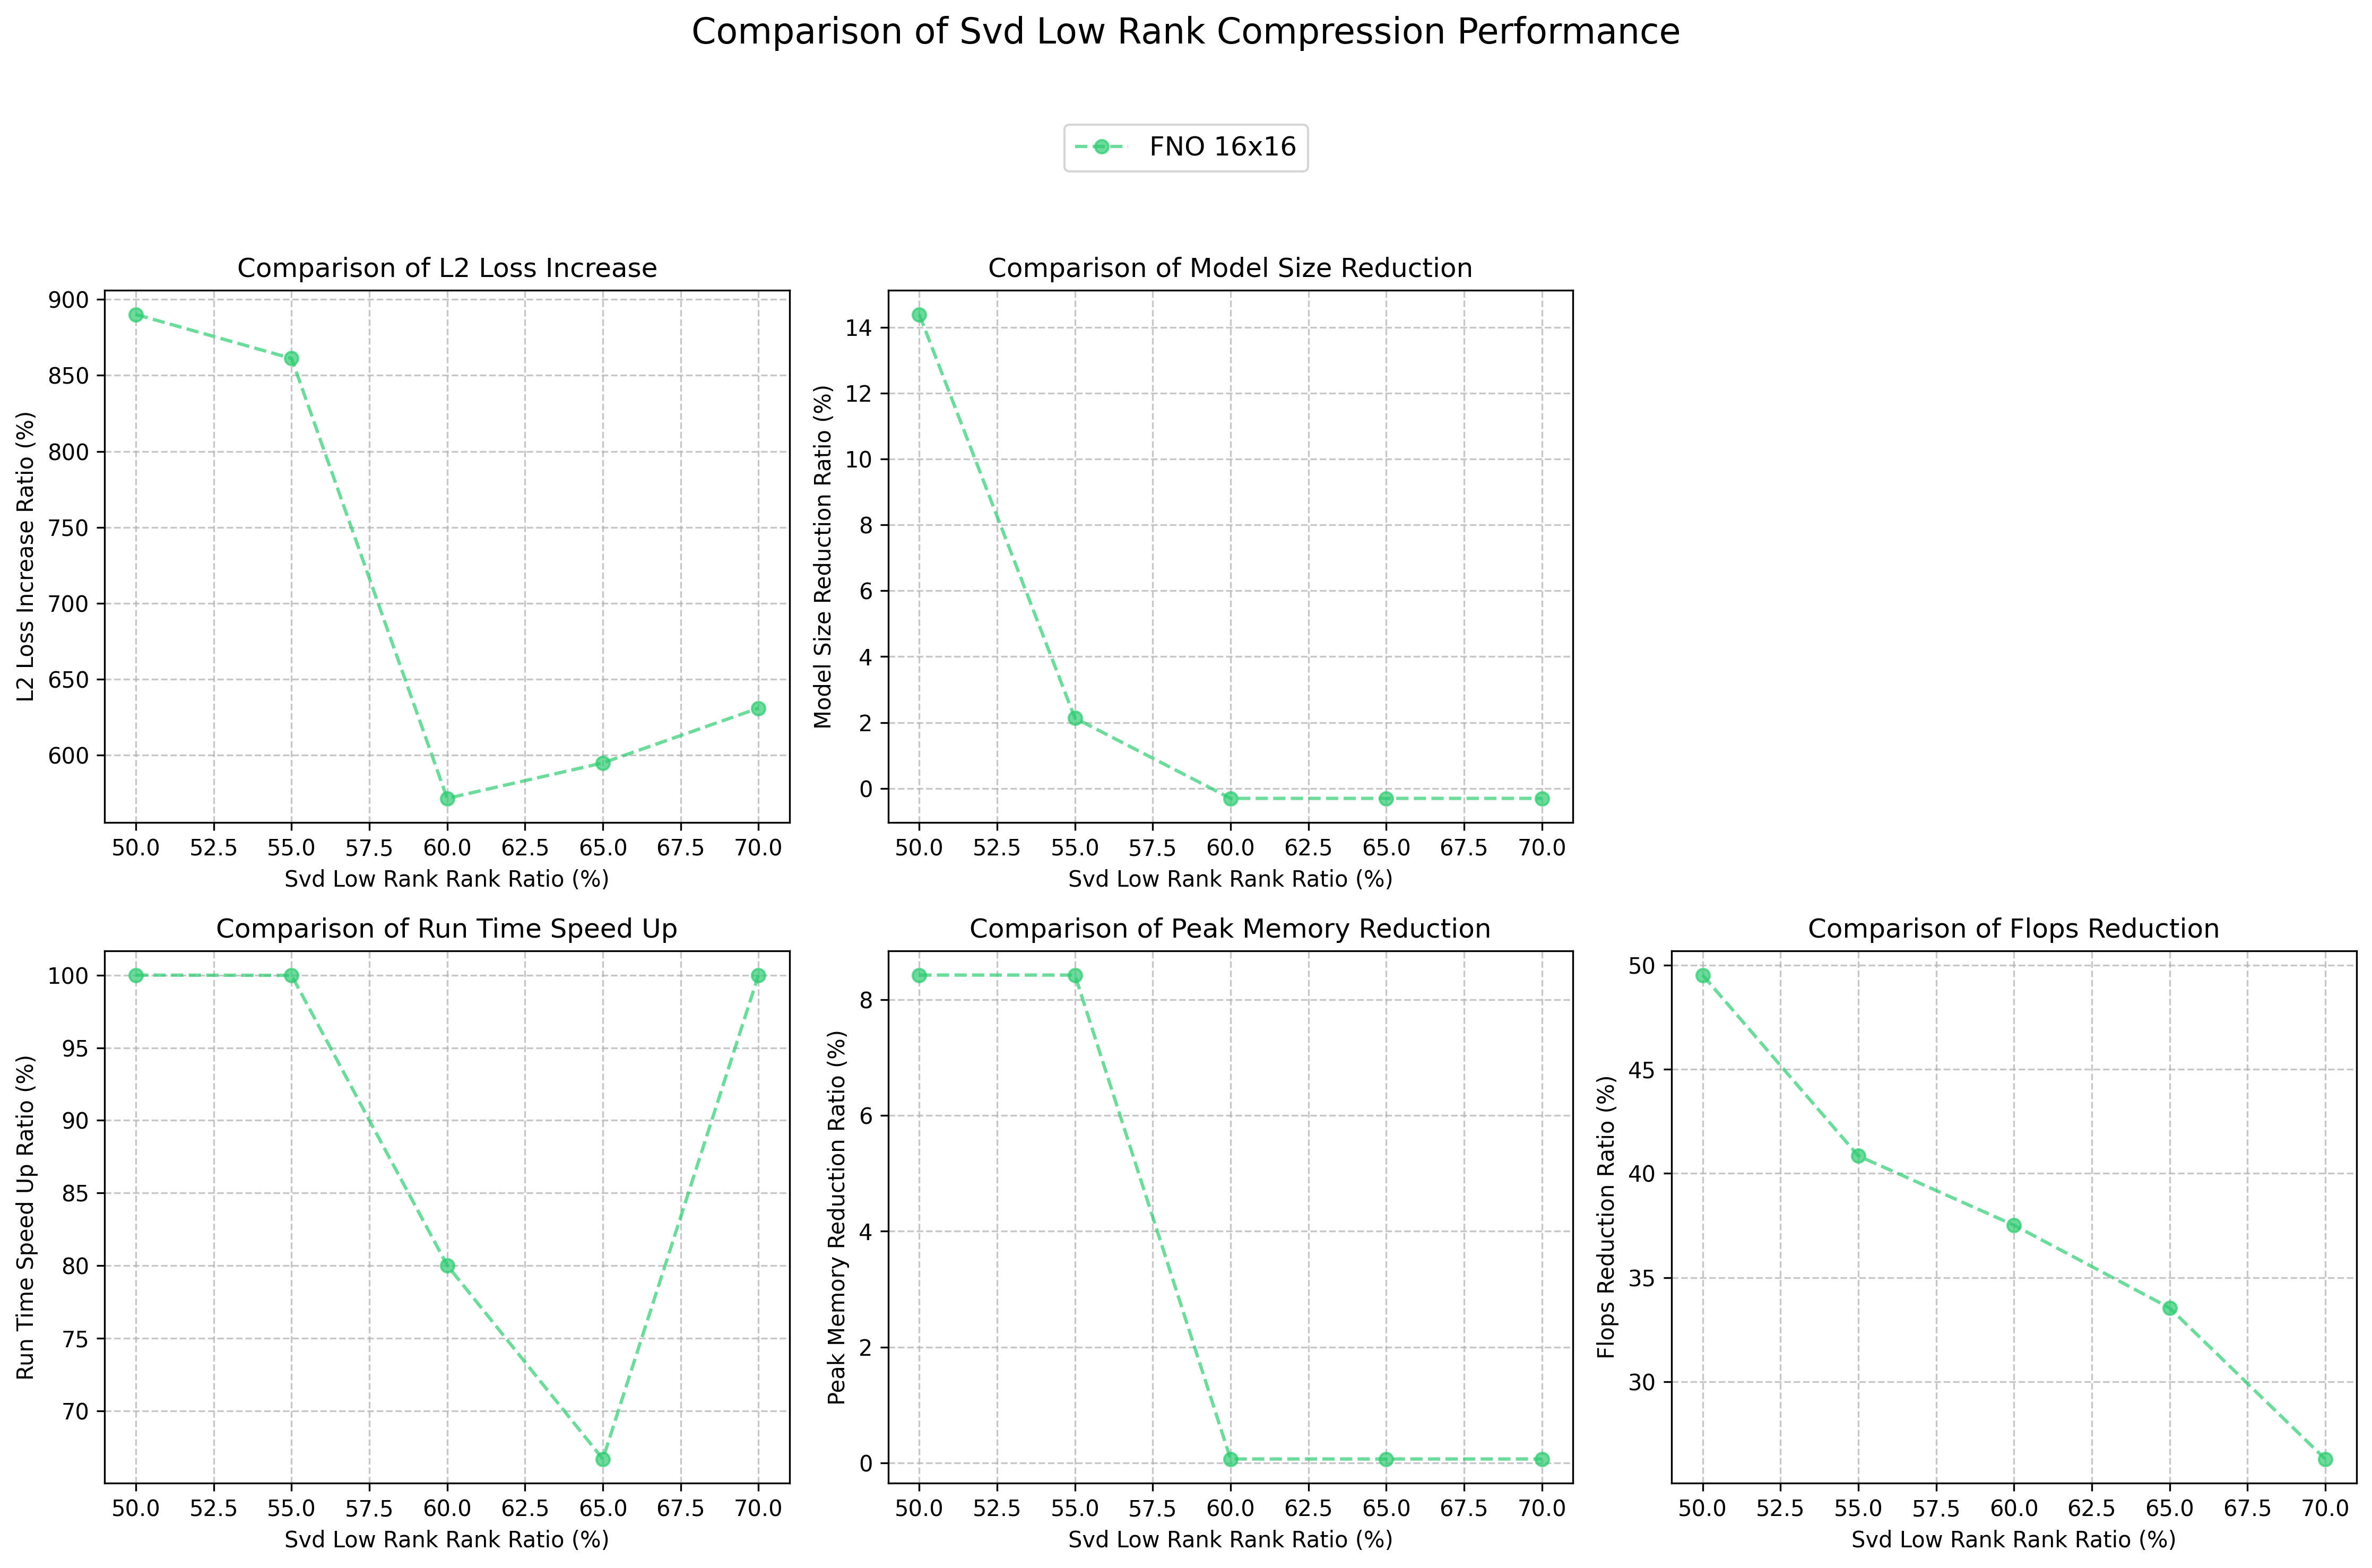 Comparison of Svd Low Rank Compression Performance
FNO 16x16
Comparison of L2 Loss Increase
L2 Loss Increase Ratio (%)
900
850
800
750
700
650
600
50.0 52.5 55.0 57.5 60.0 62.5 65.0 67.5 70.0
Svd Low Rank Rank Ratio (%)
Comparison of Model Size Reduction
Model Size Reduction Ratio (%)
14
12
10
8
6
4
2
0
50.0 52.5 55.0 57.5 60.0 62.5 65.0 67.5 70.0
Svd Low Rank Rank Ratio (%)
Comparison of Run Time Speed Up
Run Time Speed Up Ratio (%)
100
95
90
85
80
75
70
50.0 52.5 55.0 57.5 60.0 62.5 65.0 67.5 70.0
Svd Low Rank Rank Ratio (%)
Comparison of Peak Memory Reduction
Peak Memory Reduction Ratio (%)
8
6
4
2
0
50.0 52.5 55.0 57.5 60.0 62.5 65.0 67.5 70.0
Svd Low Rank Rank Ratio (%)
Comparison of Flops Reduction
Flops Reduction Ratio (%)
50
45
40
35
30
50.0 52.5 55.0 57.5 60.0 62.5 65.0 67.5 70.0
Svd Low Rank Rank Ratio (%)